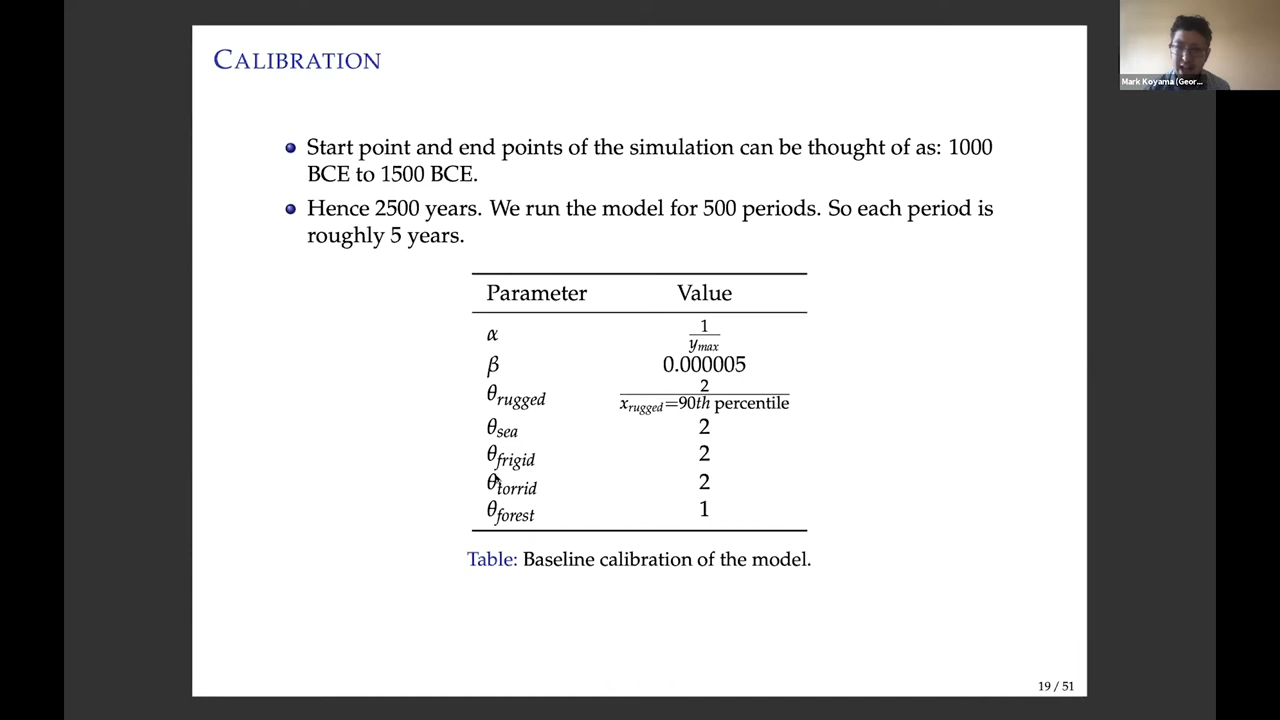 CALIBRATION
Mark Koyama (Geor...
Start point and end points of the simulation can be thought of as: 1000
BCE to 1500 BCE.
Hence 2500 years. We run the model for 500 periods. So each period is
roughly 5 years.
Parameter Value
α 1/y_max
β 0.000005
θ_rugged 2/x_rugged=90th percentile
θ_sea 2
θ_frigid 2
θ_torrid 2
θ_forest 1
Table: Baseline calibration of the model.
19 / 51